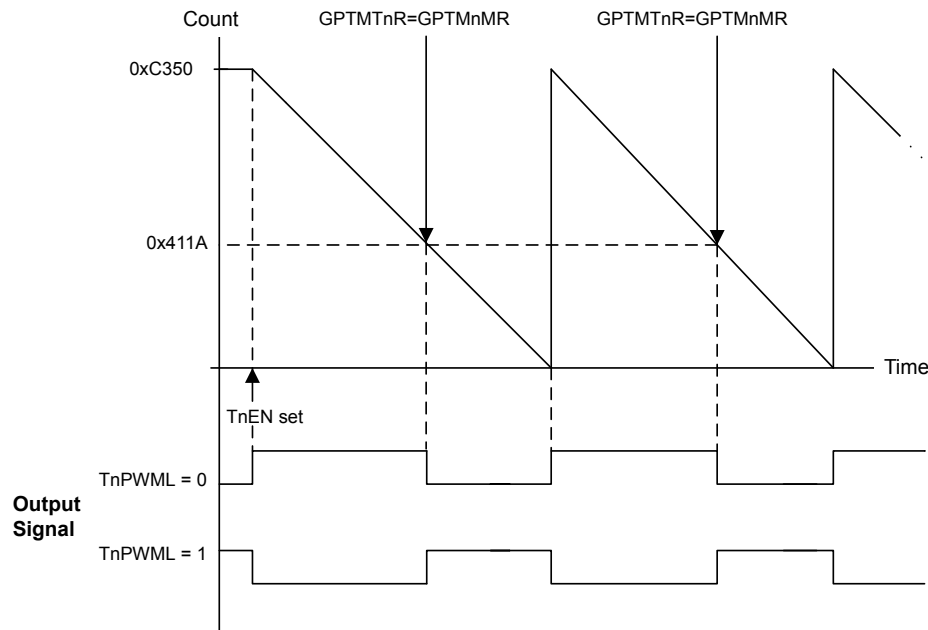 Count
GPTMTnR=GPTMnMR
GPTMTnR=GPTMnMR
0xC350
0x411A
Time
TnEN set
TnPWML = 0
Output
Signal
TnPWML = 1